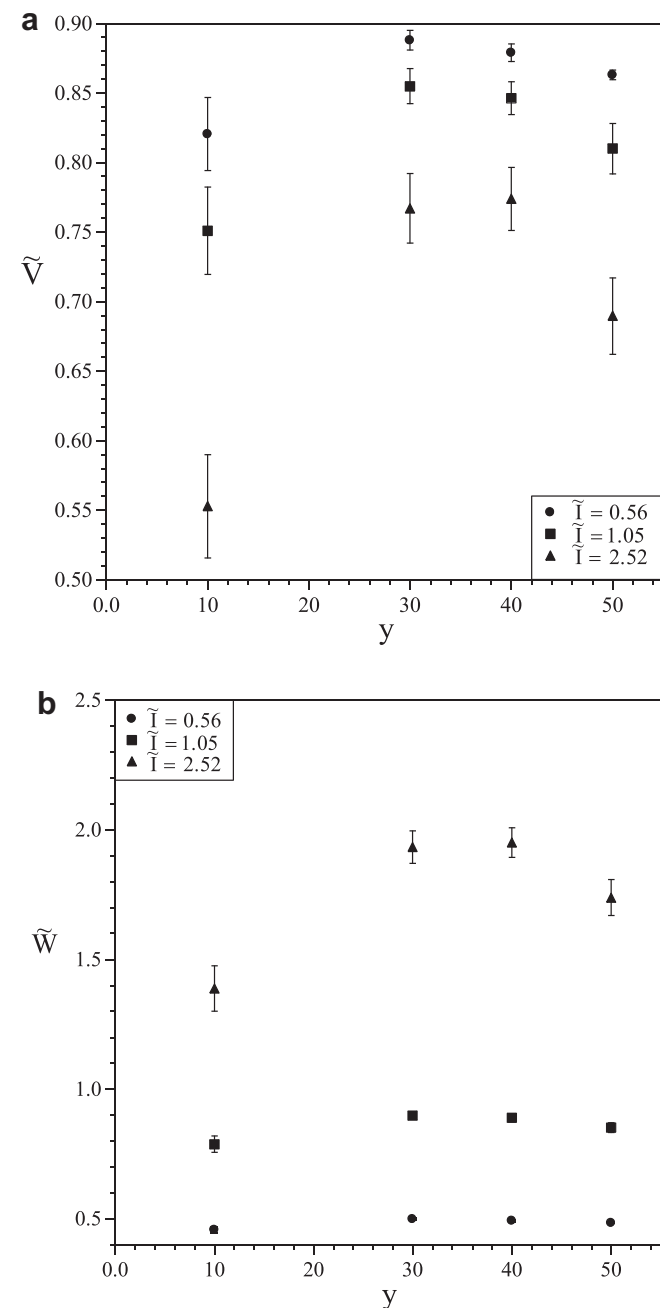 a
0.90
0.85
0.80
0.75
Ṽ
0.70
0.65
0.60
0.55
0.50
● Ĩ = 0.56
■ Ĩ = 1.05
▲ Ĩ = 2.52
0.0 10 20 30 40 50
y
b
2.5
● Ĩ = 0.56
■ Ĩ = 1.05
▲ Ĩ = 2.52
2.0
W̃
1.5
1.0
0.5
0.0 10 20 30 40 50
y